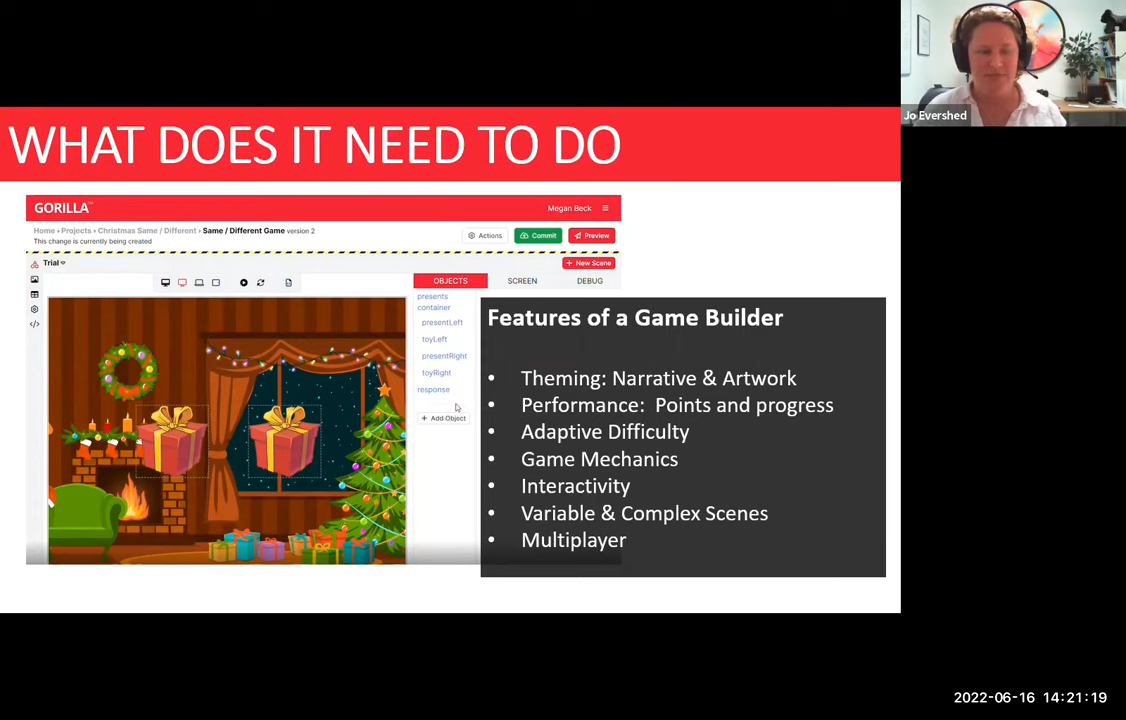 Jo Evershed
WHAT DOES IT NEED TO DO
GORILLA™
Megan Beck
Home › Projects › Christmas Same / Different › Same / Different Game version 2
This change is currently being created
Actions
Commit
Preview
Trial
+ New Scene
OBJECTS
SCREEN
DEBUG
presents
container
presentLeft
toyLeft
presentRight
toyRight
response
+ Add Object
Features of a Game Builder
• Theming: Narrative & Artwork
• Performance: Points and progress
• Adaptive Difficulty
• Game Mechanics
• Interactivity
• Variable & Complex Scenes
• Multiplayer
2022-06-16 14:21:19